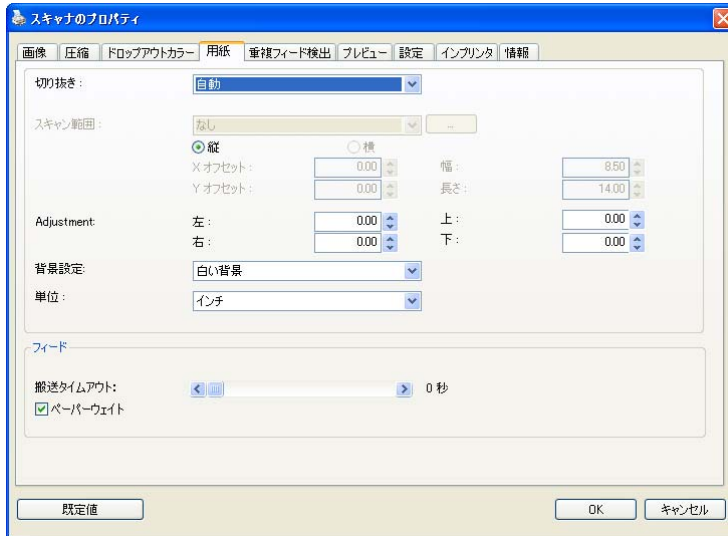 スキャナのプロパティ
画像 圧縮 ドロップアウトカラー 用紙 重複フィード検出 プレビュー 設定 インプリンタ 情報
切り抜き : 自動
スキャン範囲 : なし ...
縦 横
X オフセット : 0.00 幅 : 8.50
Y オフセット : 0.00 長さ : 14.00
Adjustment: 左 : 0.00 上 : 0.00
右 : 0.00 下 : 0.00
背景設定: 白い背景
単位 : インチ
フィード
搬送タイムアウト: 0 秒
ペーパーウェイト
既定値 OK キャンセル